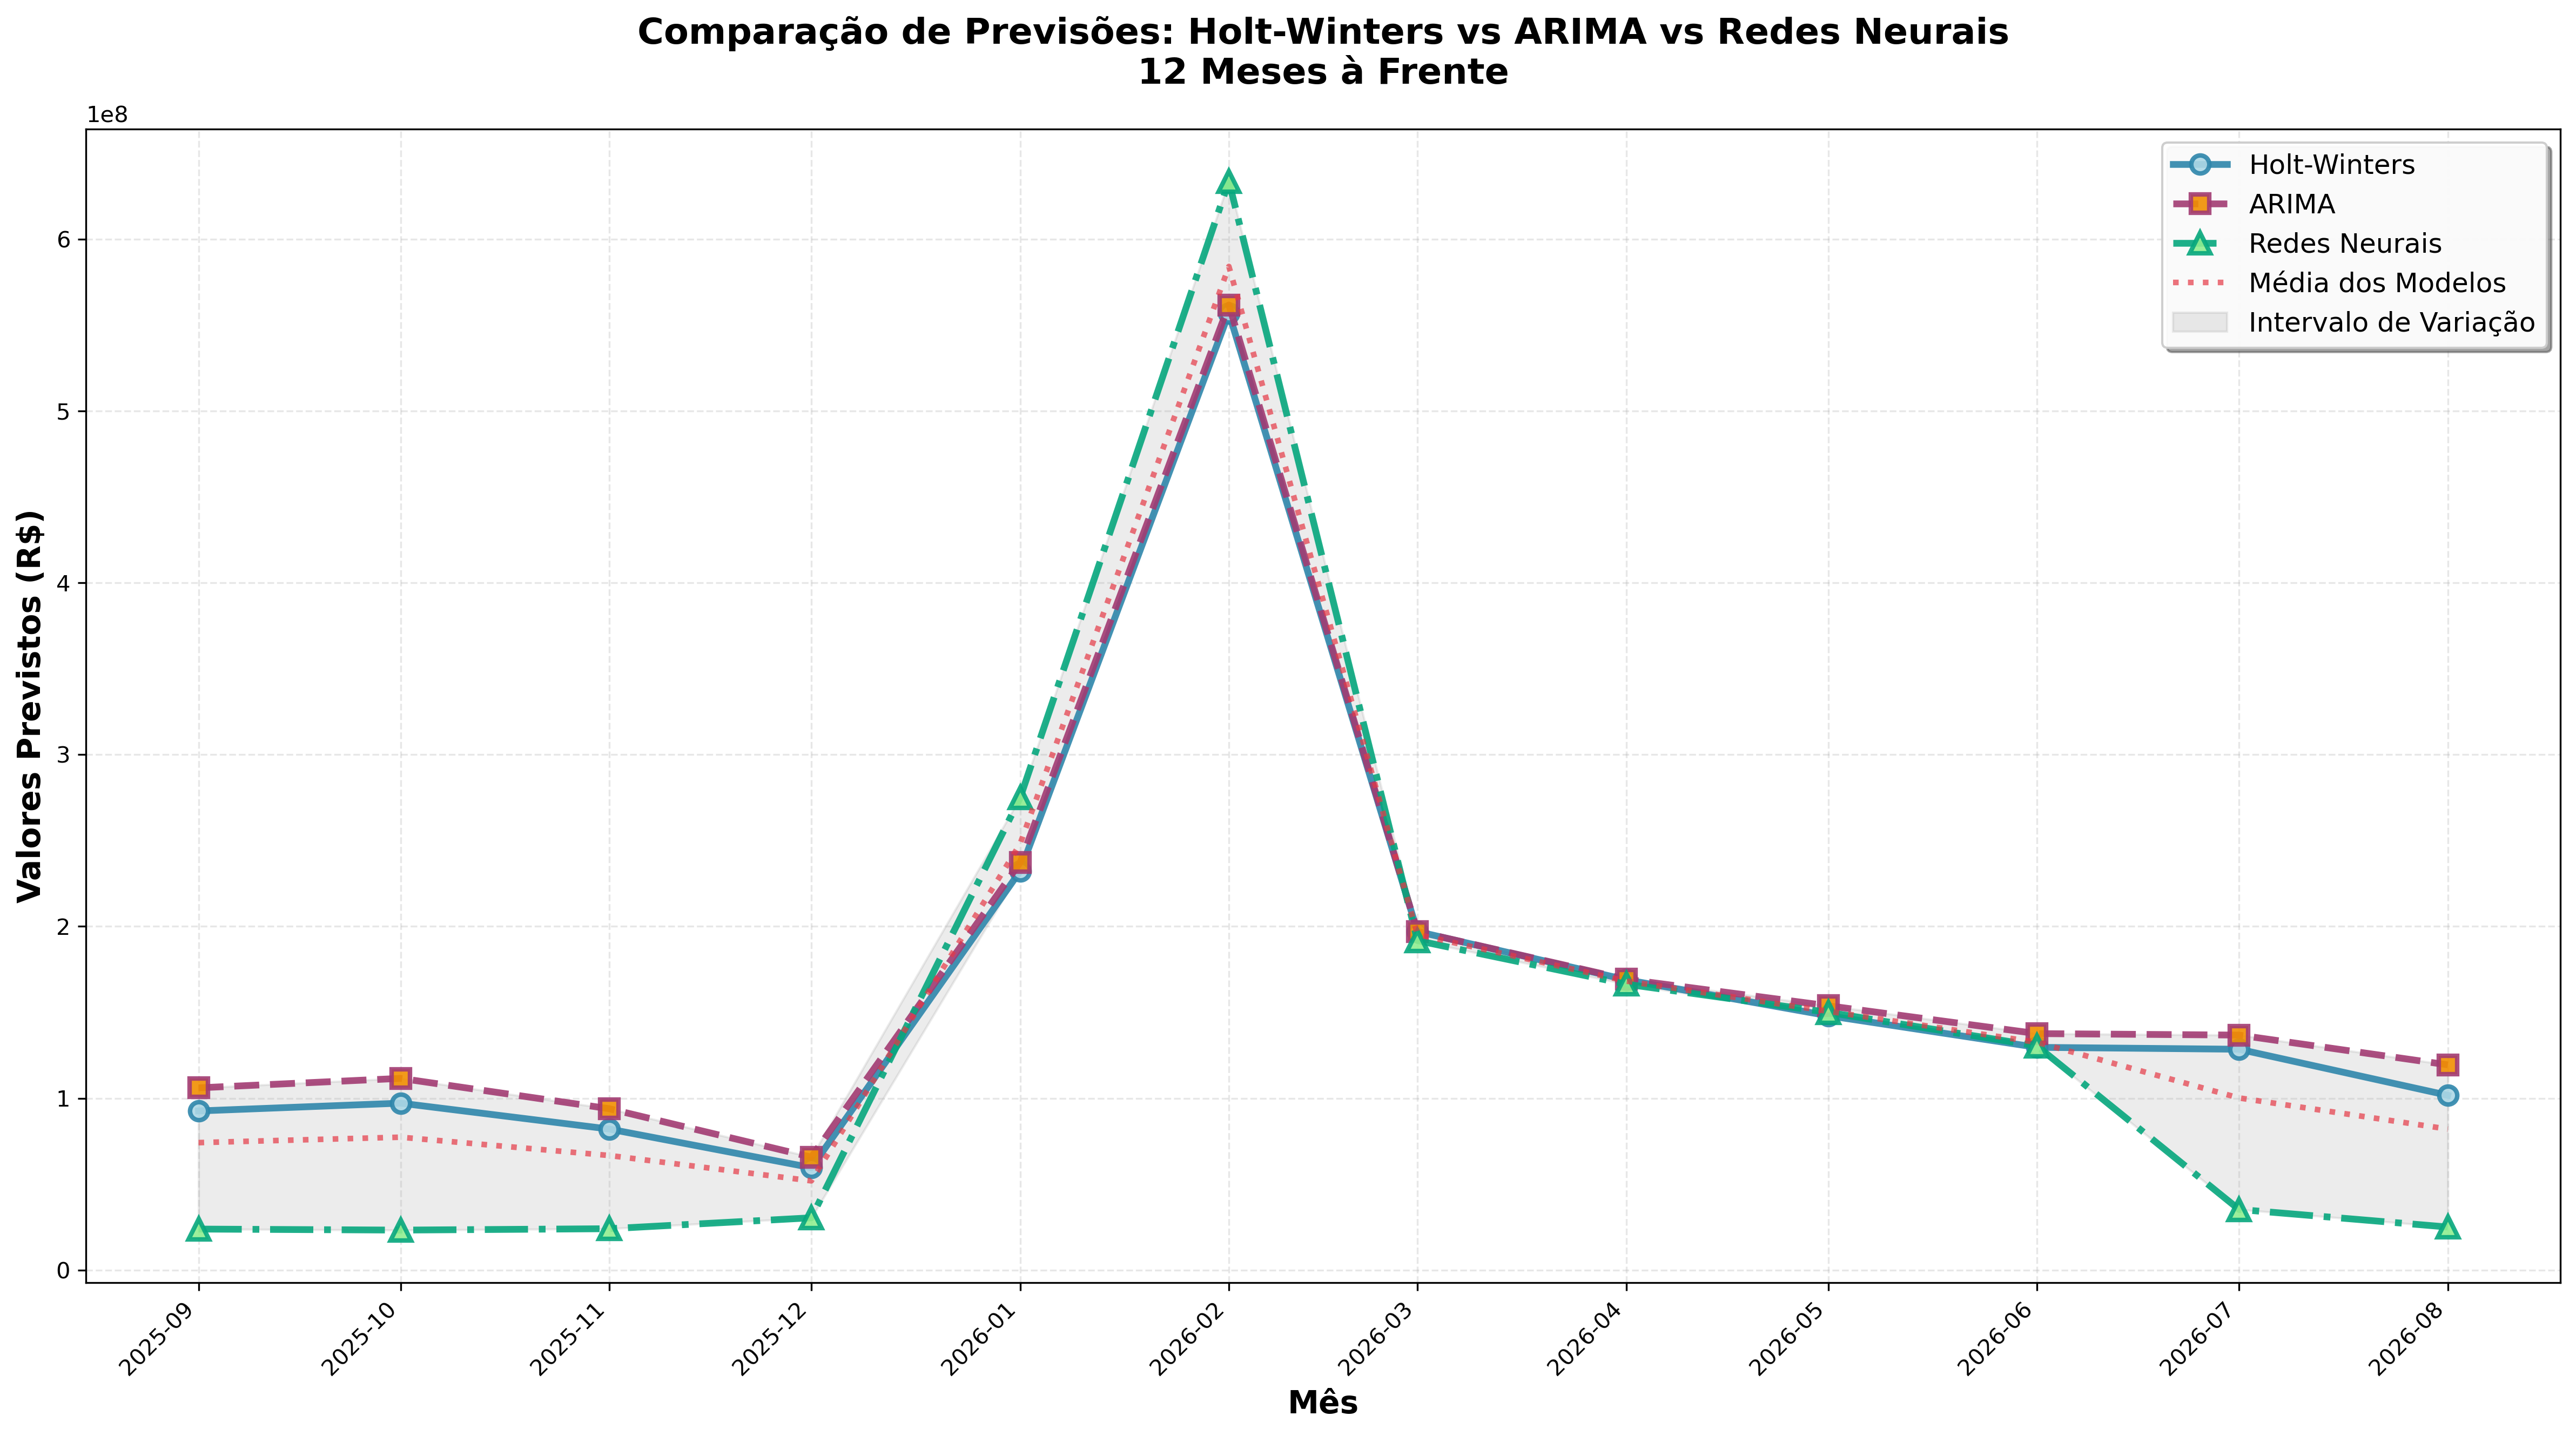 Comparação de Previsões: Holt-Winters vs ARIMA vs Redes Neurais
12 Meses à Frente
1e8
Holt-Winters
ARIMA
Redes Neurais
Média dos Modelos
Intervalo de Variação
Valores Previstos (R$)
6
5
4
3
2
1
0
2025-09
2025-10
2025-11
2025-12
2026-01
2026-02
2026-03
2026-04
2026-05
2026-06
2026-07
2026-08
Mês